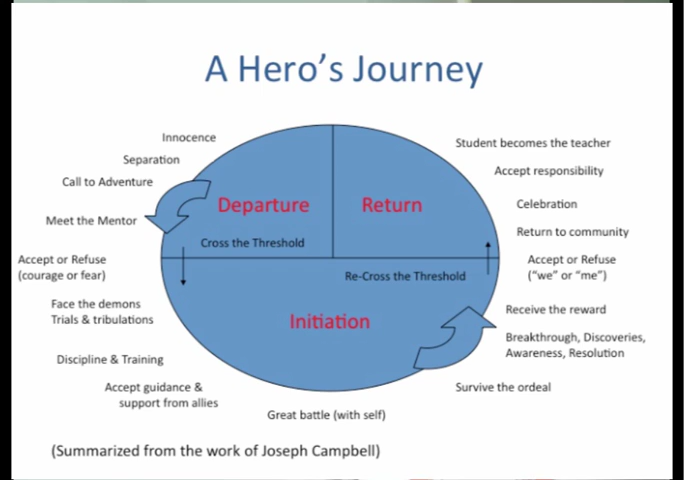 A Hero's Journey
Innocence
Separation
Call to Adventure
Meet the Mentor
Accept or Refuse
(courage or fear)
Face the demons
Trials & tribulations
Discipline & Training
Accept guidance &
support from allies
Great battle (with self)
Departure
Cross the Threshold
Return
Re-Cross the Threshold
Initiation
Student becomes the teacher
Accept responsibility
Celebration
Return to community
Accept or Refuse
("we" or "me")
Receive the reward
Breakthrough, Discoveries,
Awareness, Resolution
Survive the ordeal
(Summarized from the work of Joseph Campbell)